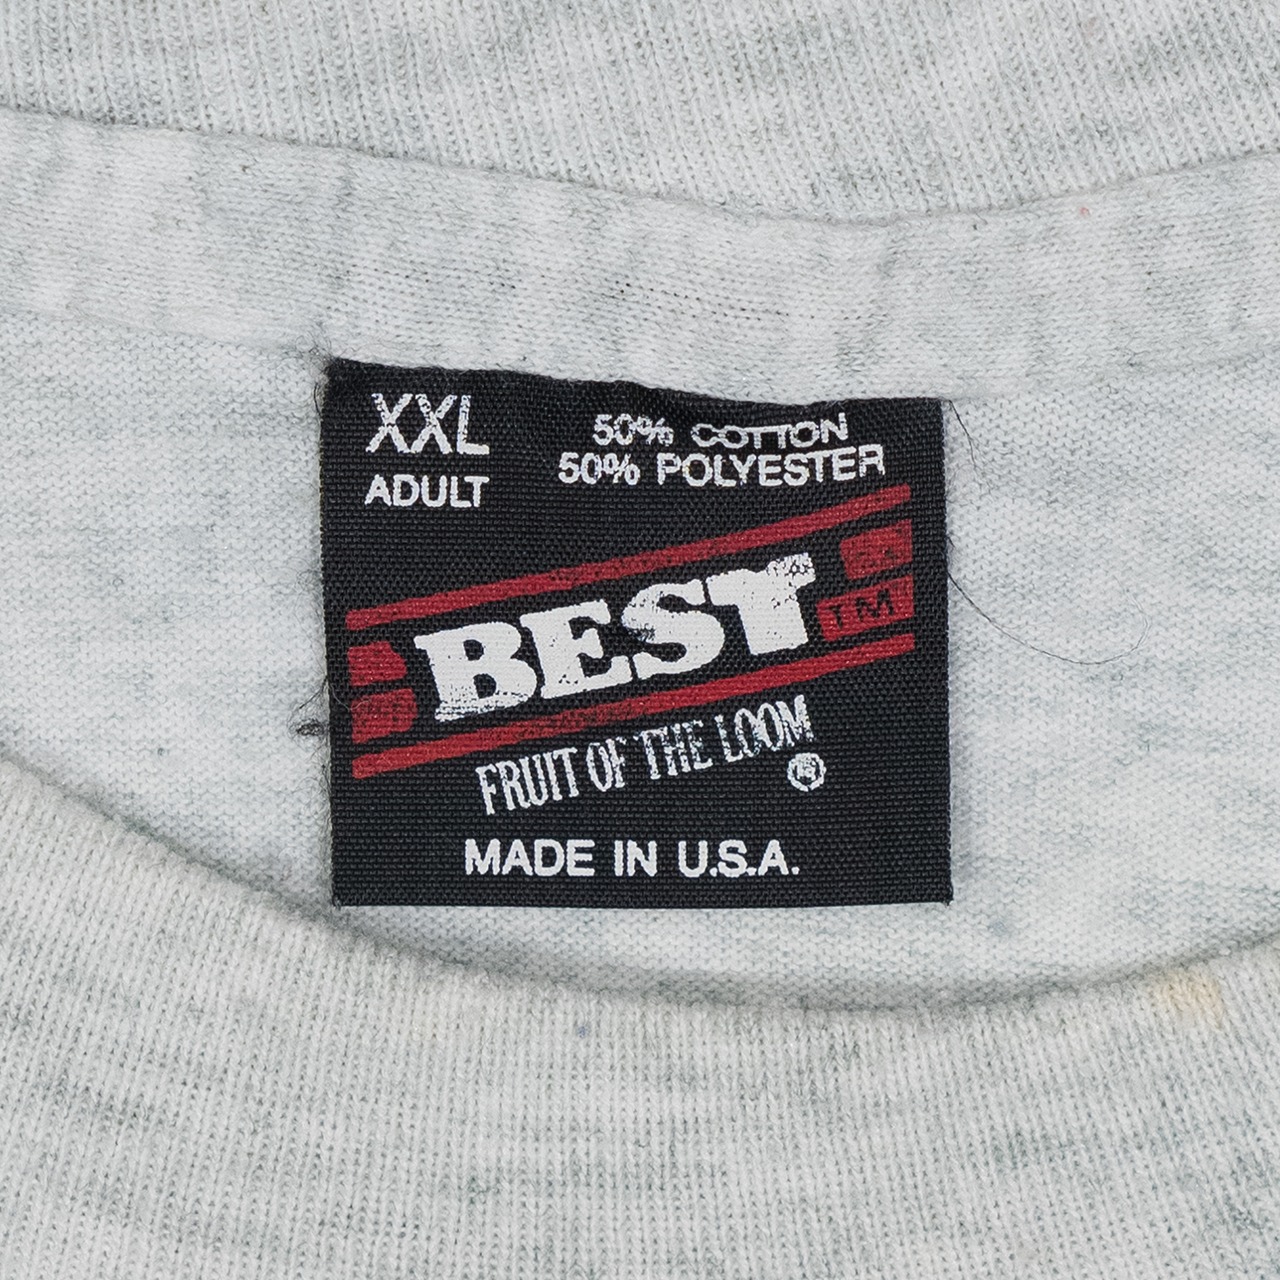 XXL
ADULT
50% COTTON
50% POLYESTER
BEST
TM
FRUIT OF THE LOOM
®
MADE IN U.S.A.